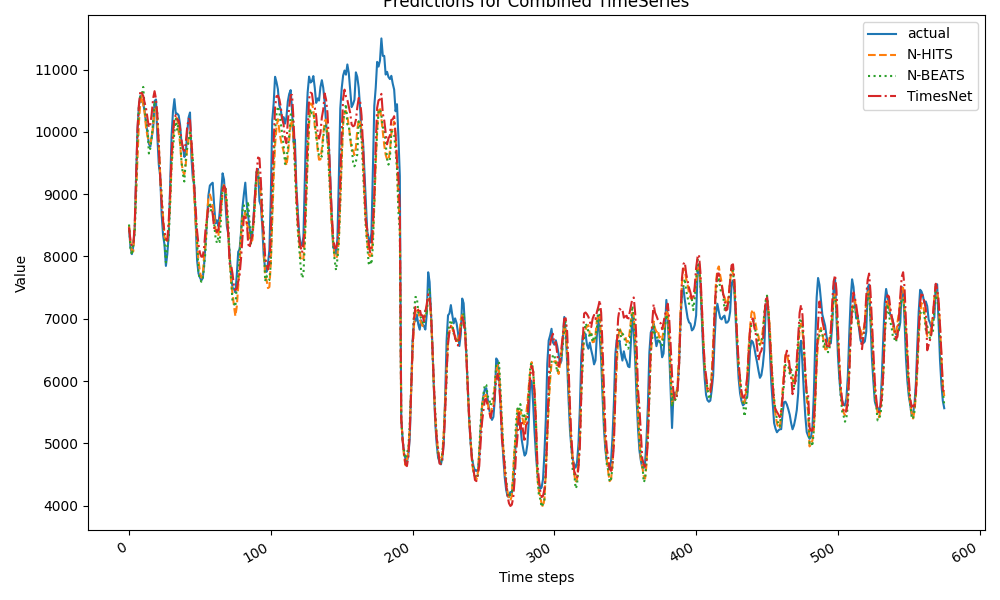 Predictions for Combined TimeSeries
actual
N-HITS
N-BEATS
TimesNet
Value
11000
10000
9000
8000
7000
6000
5000
4000
0
100
200
300
400
500
600
Time steps